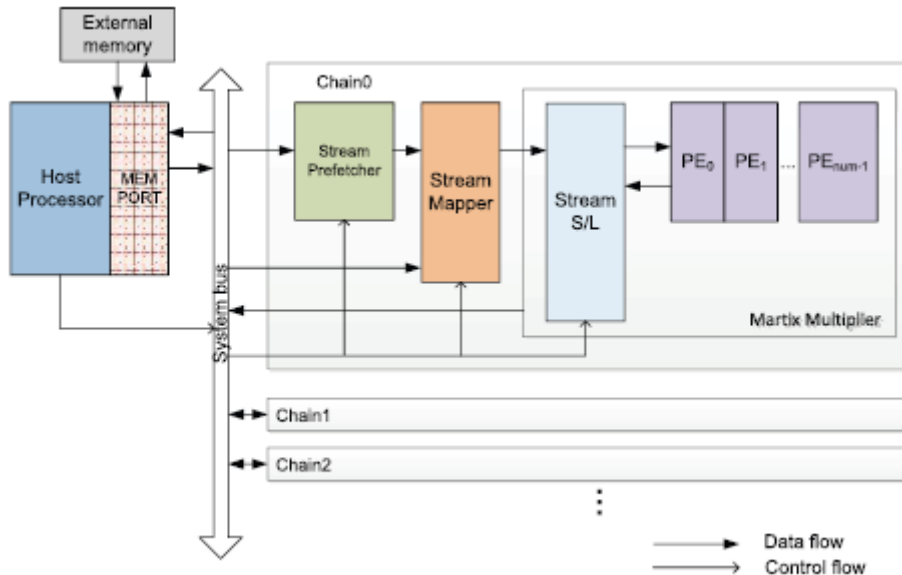 External
memory
Host
Processor
MEM
PORT
System bus
Chain0
Stream
Prefetcher
Stream
Mapper
Stream
S/L
PE0
PE1
...
PEnum-1
Martix Multiplier
Chain1
Chain2
Data flow
Control flow